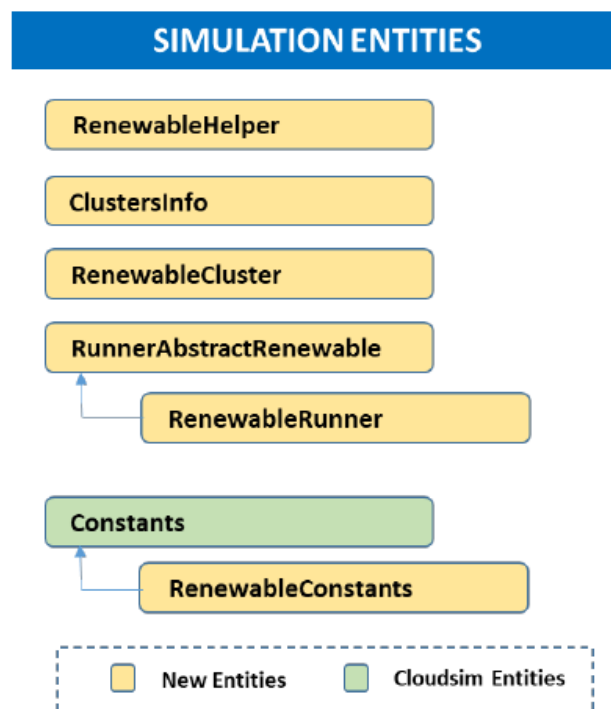 SIMULATION ENTITIES
RenewableHelper
ClustersInfo
RenewableCluster
RunnerAbstractRenewable
RenewableRunner
Constants
RenewableConstants
New Entities
Cloudsim Entities